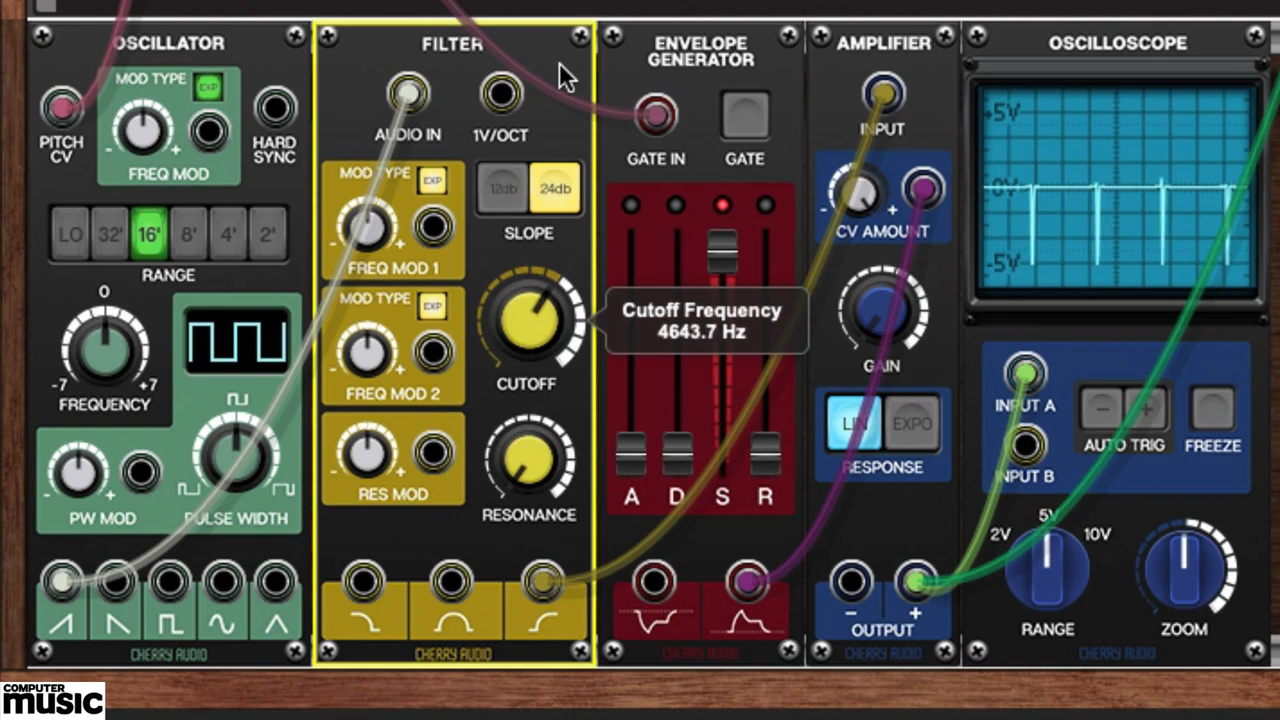 OSCILLATOR
MOD TYPE
EXP
PITCH
CV
-
+
FREQ MOD
HARD
SYNC
LO 32' 16' 8' 4' 2'
RANGE
0
-7 +7
FREQUENCY
-
+
PW MOD
PULSE WIDTH
CHERRY AUDIO
FILTER
AUDIO IN
1V/OCT
MOD TYPE
EXP
-
+
FREQ MOD 1
12db 24db
SLOPE
MOD TYPE
EXP
-
+
FREQ MOD 2
CUTOFF
-
+
RES MOD
RESONANCE
CHERRY AUDIO
Cutoff Frequency
4643.7 Hz
ENVELOPE
GENERATOR
GATE IN
GATE
A D S R
CHERRY AUDIO
AMPLIFIER
INPUT
-
+
CV AMOUNT
GAIN
LIN EXPO
RESPONSE
- +
OUTPUT
CHERRY AUDIO
OSCILLOSCOPE
+5V
0V
-5V
INPUT A
INPUT B
- +
AUTO TRIG
FREEZE
2V 5V 10V
RANGE
ZOOM
CHERRY AUDIO
COMPUTER
music